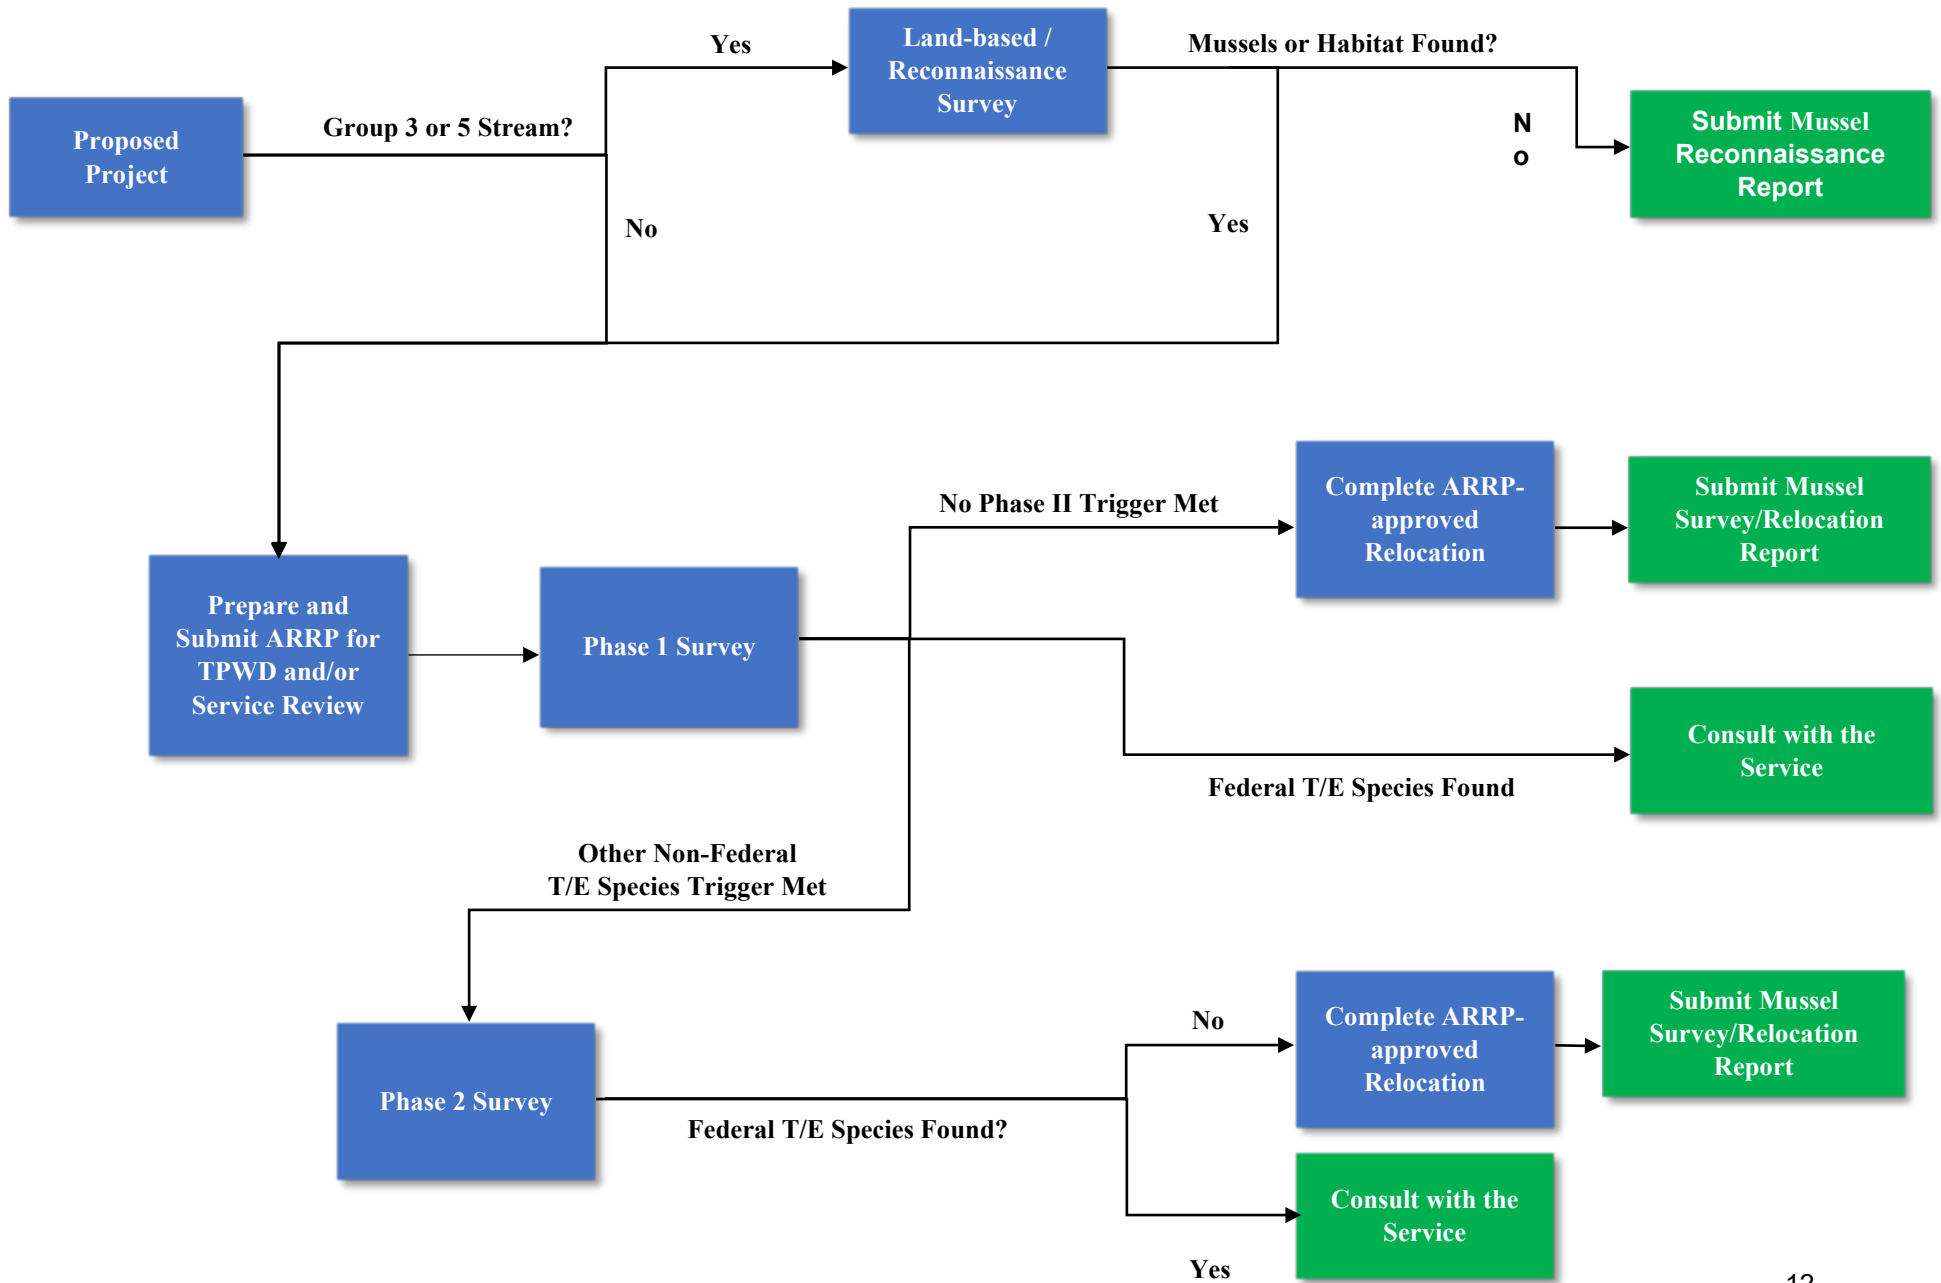 Yes
Land-based /
Reconnaissance
Survey
Mussels or Habitat Found?
Proposed
Project
Group 3 or 5 Stream?
N
o
Submit Mussel
Reconnaissance
Report
No
Yes
No Phase II Trigger Met
Complete ARRP-
approved
Relocation
Submit Mussel
Survey/Relocation
Report
Prepare and
Submit ARRP for
TPWD and/or
Service Review
Phase 1 Survey
Consult with the
Service
Federal T/E Species Found
Other Non-Federal
T/E Species Trigger Met
No
Complete ARRP-
approved
Relocation
Submit Mussel
Survey/Relocation
Report
Phase 2 Survey
Federal T/E Species Found?
Consult with the
Service
Yes